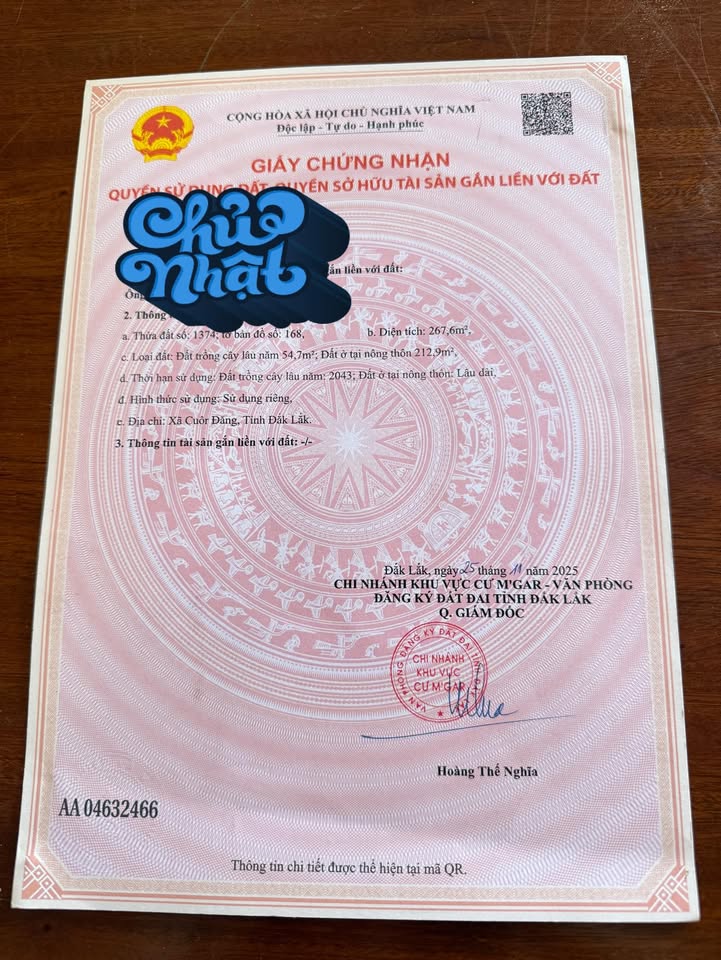 CỘNG HÒA XÃ HỘI CHỦ NGHĨA VIỆT NAM
Độc lập - Tự do - Hạnh phúc
GIẤY CHỨNG NHẬN
QUYỀN SỬ DỤNG ĐẤT, QUYỀN SỞ HỮU TÀI SẢN GẮN LIỀN VỚI ĐẤT
Chủ
Nhật
gắn liền với đất:
Ông
2. Thông
a. Thửa đất số: 1374; tờ bản đồ số: 168, b. Diện tích: 267,6m²,
c. Loại đất: Đất trồng cây lâu năm 54,7m²; Đất ở tại nông thôn 212,9m²,
d. Thời hạn sử dụng: Đất trồng cây lâu năm: 2043; Đất ở tại nông thôn: Lâu dài,
đ. Hình thức sử dụng: Sử dụng riêng,
e. Địa chỉ: Xã Cuôr Đăng, Tỉnh Đắk Lắk.
3. Thông tin tài sản gắn liền với đất: -/-
Đắk Lắk, ngày 25 tháng 11 năm 2025
CHI NHÁNH KHU VỰC CƯ M'GAR - VĂN PHÒNG
ĐĂNG KÝ ĐẤT ĐAI TỈNH ĐẮK LẮK
Q. GIÁM ĐỐC
VĂN PHÒNG ĐĂNG KÝ ĐẤT ĐAI TỈNH
CHI NHÁNH
KHU VỰC
CƯ M'GAR
Hoàng Thế Nghĩa
AA 04632466
Thông tin chi tiết được thể hiện tại mã QR.